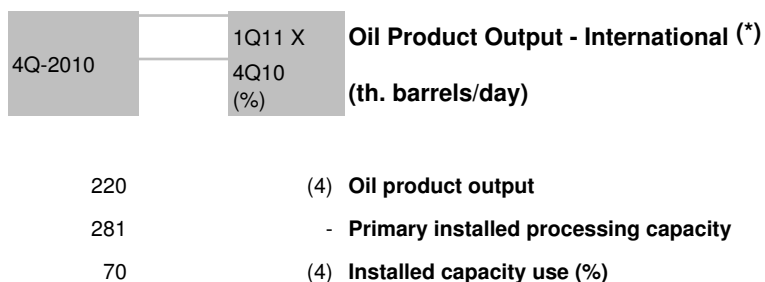 4Q-2010 1Q11 X 4Q10 (%) Oil Product Output - International (*) (th. barrels/day)
220 (4) Oil product output
281 - Primary installed processing capacity
70 (4) Installed capacity use (%)